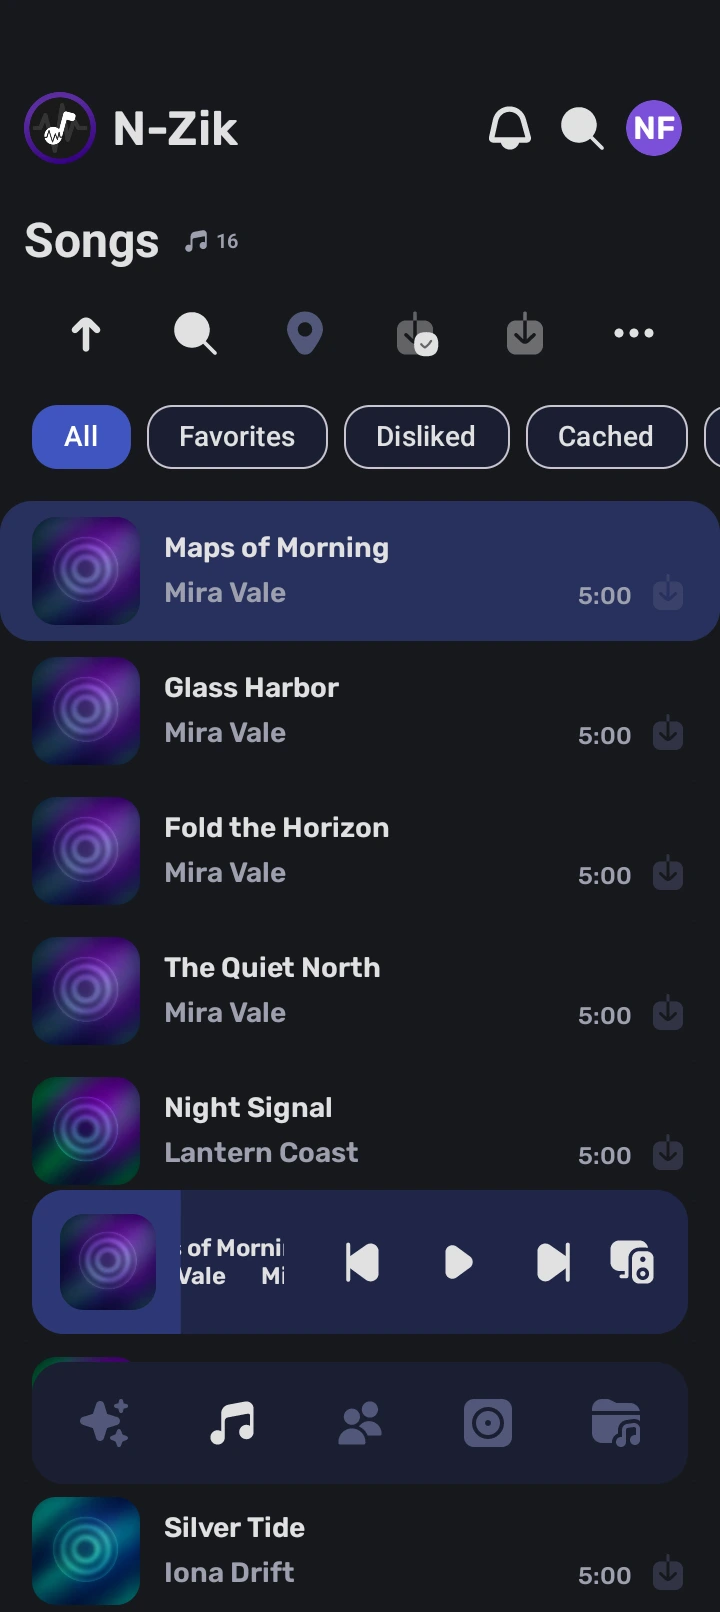 N-Zik
NF
Songs
16
All
Favorites
Disliked
Cached
Maps of Morning
Mira Vale
5:00
Glass Harbor
Mira Vale
5:00
Fold the Horizon
Mira Vale
5:00
The Quiet North
Mira Vale
5:00
Night Signal
Lantern Coast
5:00
of Morni
Vale Mi
Silver Tide
Iona Drift
5:00